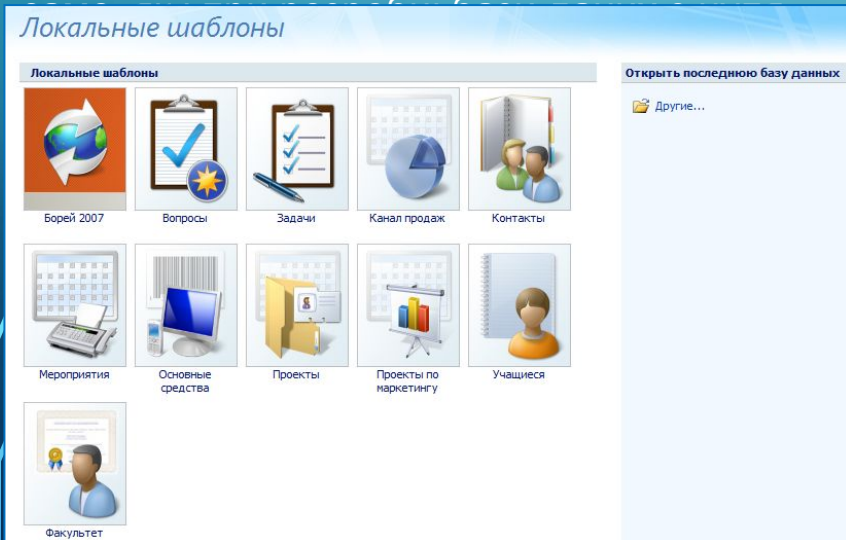 Локальные шаблоны
Локальные шаблоны
Открыть последнюю базу данных
Другие...
Борей 2007
Вопросы
Задачи
Канал продаж
Контакты
Мероприятия
Основные
средства
Проекты
Проекты по
маркетингу
Учащиеся
Факультет